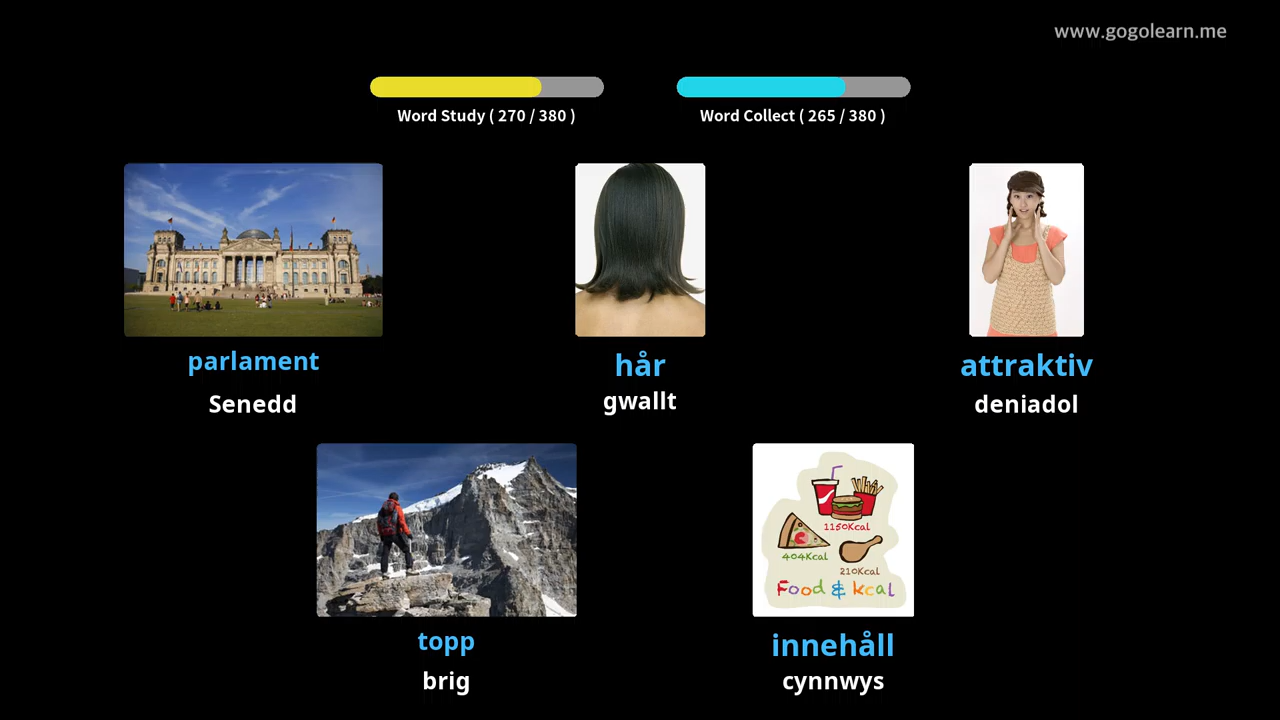 www.gogolearn.me
Word Study ( 270 / 380 )
Word Collect ( 265 / 380 )
parlament
Senedd
hår
gwallt
attraktiv
deniadol
topp
brig
1150Kcal
404Kcal
210Kcal
Food & kcal
innehåll
cynnwys